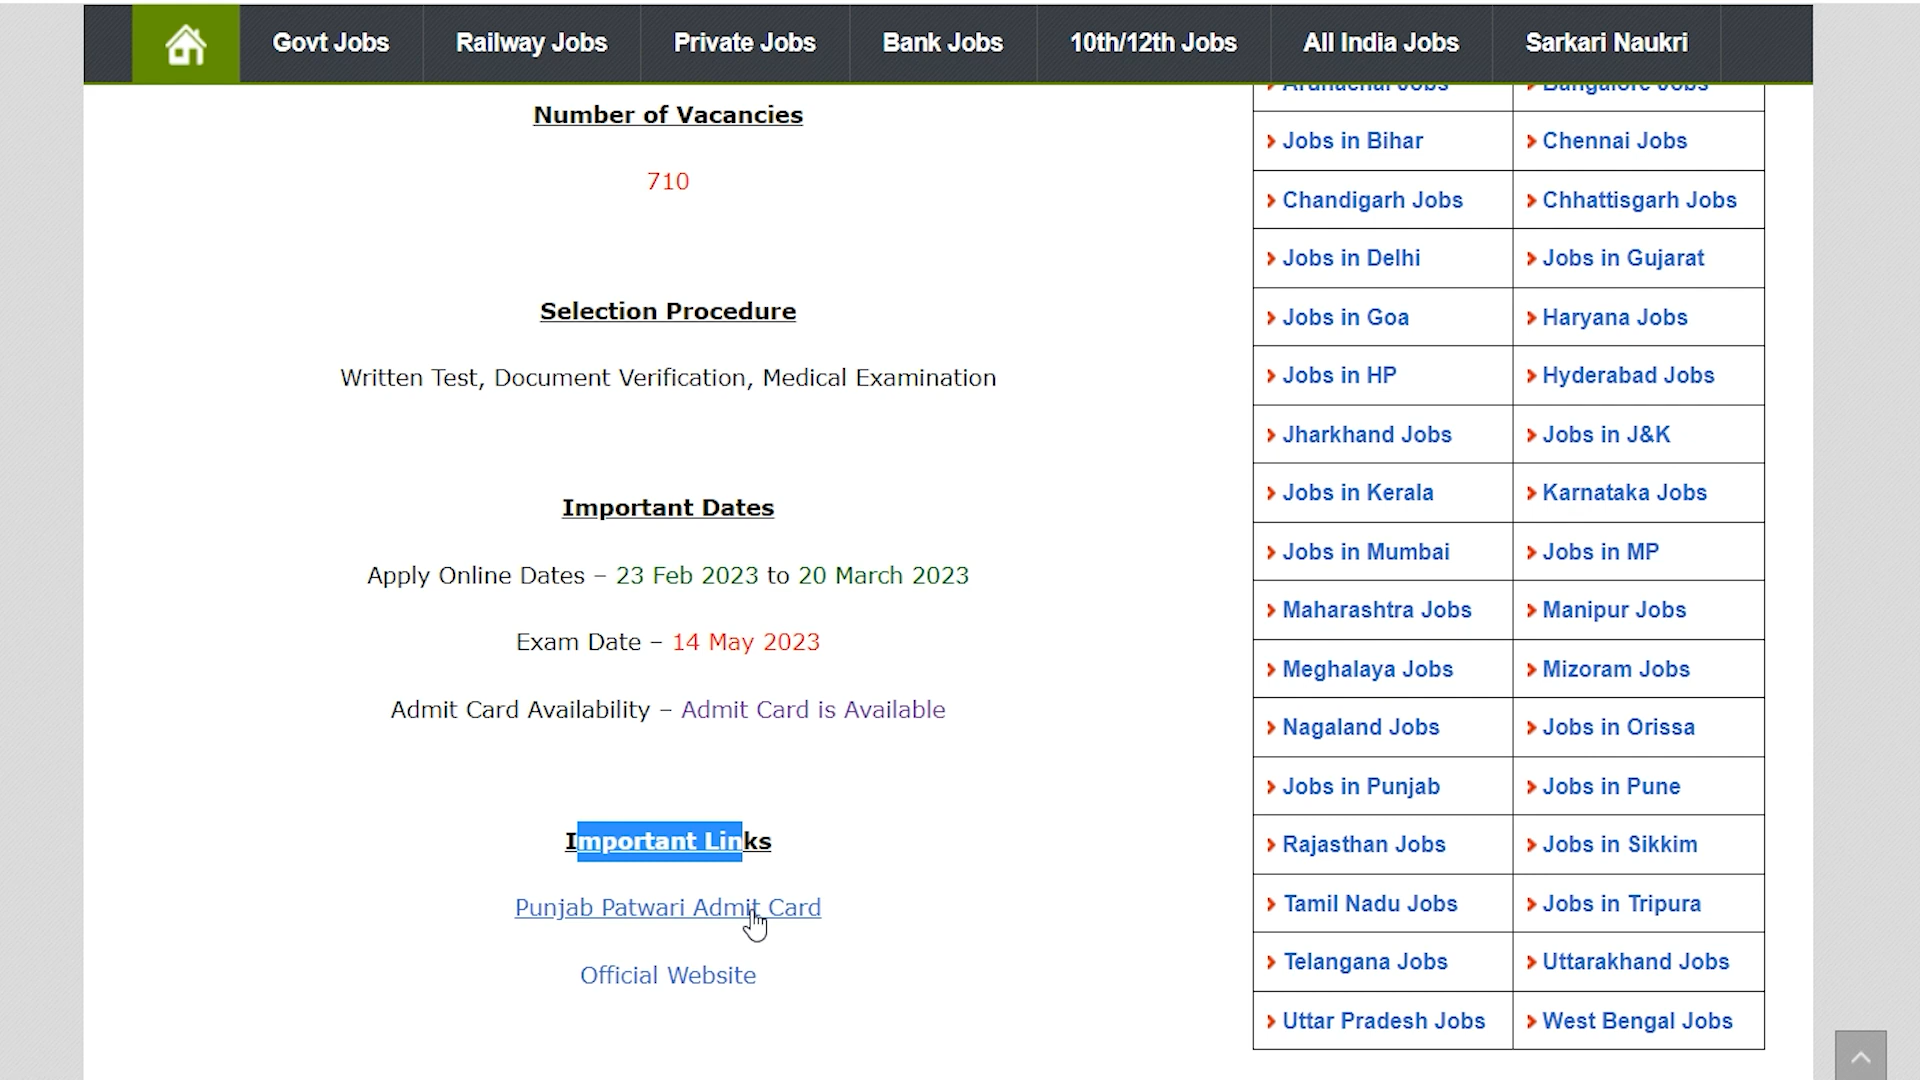 Govt Jobs Railway Jobs Private Jobs Bank Jobs 10th/12th Jobs All India Jobs Sarkari Naukri
Number of Vacancies
710
Selection Procedure
Written Test, Document Verification, Medical Examination
Important Dates
Apply Online Dates – 23 Feb 2023 to 20 March 2023
Exam Date – 14 May 2023
Admit Card Availability – Admit Card is Available
Important Links
Punjab Patwari Admit Card
Official Website
Arunachal Jobs Bangalore Jobs
Jobs in Bihar Chennai Jobs
Chandigarh Jobs Chhattisgarh Jobs
Jobs in Delhi Jobs in Gujarat
Jobs in Goa Haryana Jobs
Jobs in HP Hyderabad Jobs
Jharkhand Jobs Jobs in J&K
Jobs in Kerala Karnataka Jobs
Jobs in Mumbai Jobs in MP
Maharashtra Jobs Manipur Jobs
Meghalaya Jobs Mizoram Jobs
Nagaland Jobs Jobs in Orissa
Jobs in Punjab Jobs in Pune
Rajasthan Jobs Jobs in Sikkim
Tamil Nadu Jobs Jobs in Tripura
Telangana Jobs Uttarakhand Jobs
Uttar Pradesh Jobs West Bengal Jobs